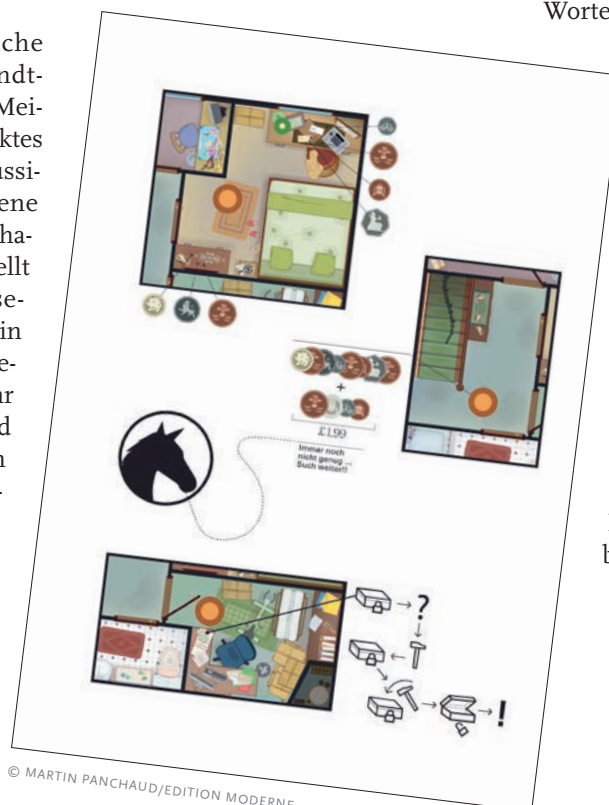 Worte
che
ndt-
Mei-
ktes
ussi-
ene
ha-
ellt
se-
in
e-
ar
d
n
-
b
+
£1.99
Immer noch
nicht genug ...
Such weiter!!
?
!
© MARTIN PANCHAUD/EDITION MODERNE